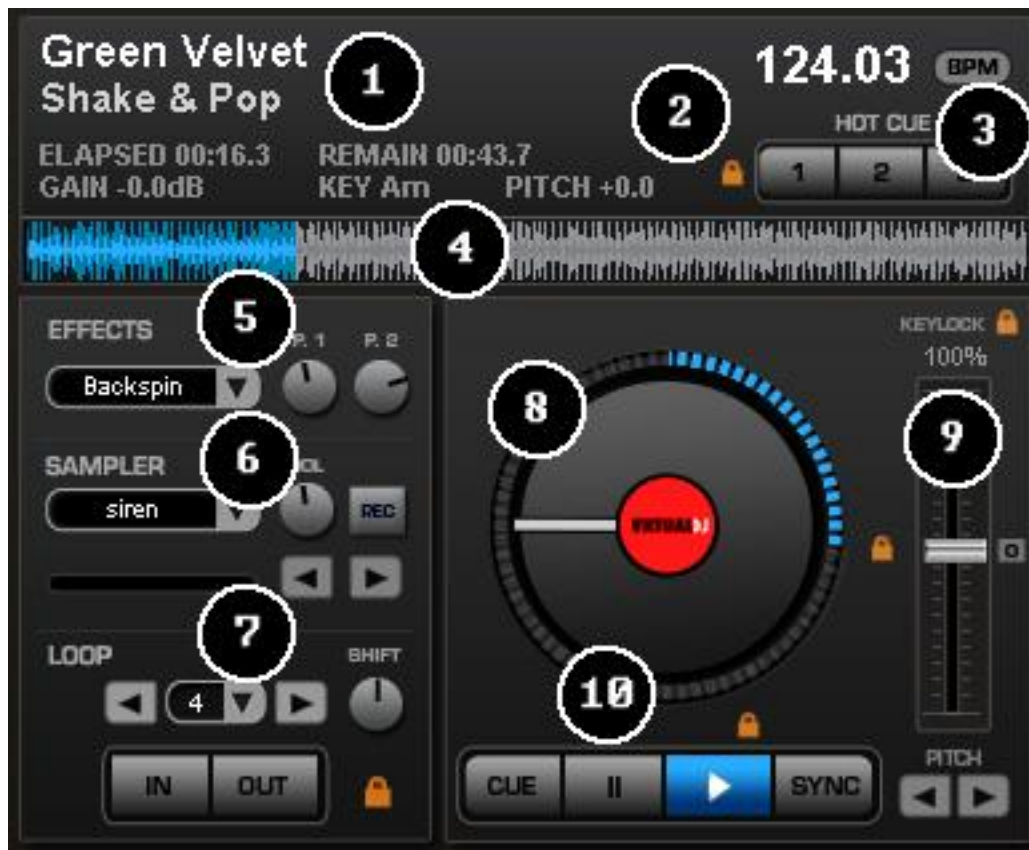 Green Velvet
Shake & Pop
1
124.03 BPM
2
HOT CUE
3
ELAPSED 00:16.3 REMAIN 00:43.7
GAIN -0.0dB KEY Am PITCH +0.0
1 2
4
5
EFFECTS P. 1 P. 2
Backspin
6
SAMPLER
siren REC
7
LOOP SHIFT
4
IN OUT
8
VIRTUALDJ
10
CUE SYNC
KEYLOCK
100%
9
0
PITCH